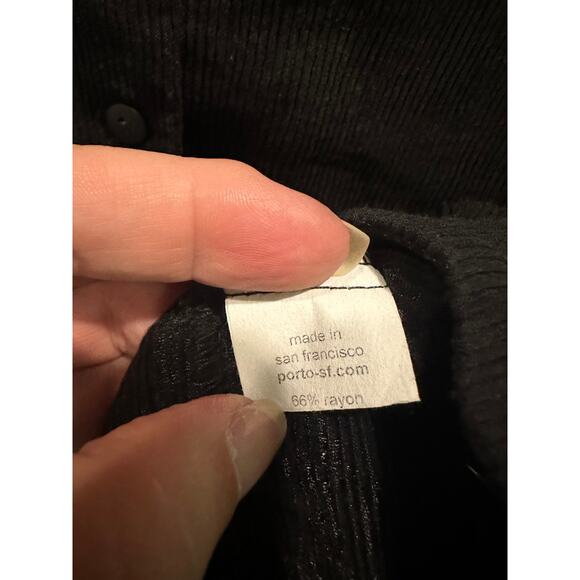 made in
san francisco
porto-sf.com
66% rayon